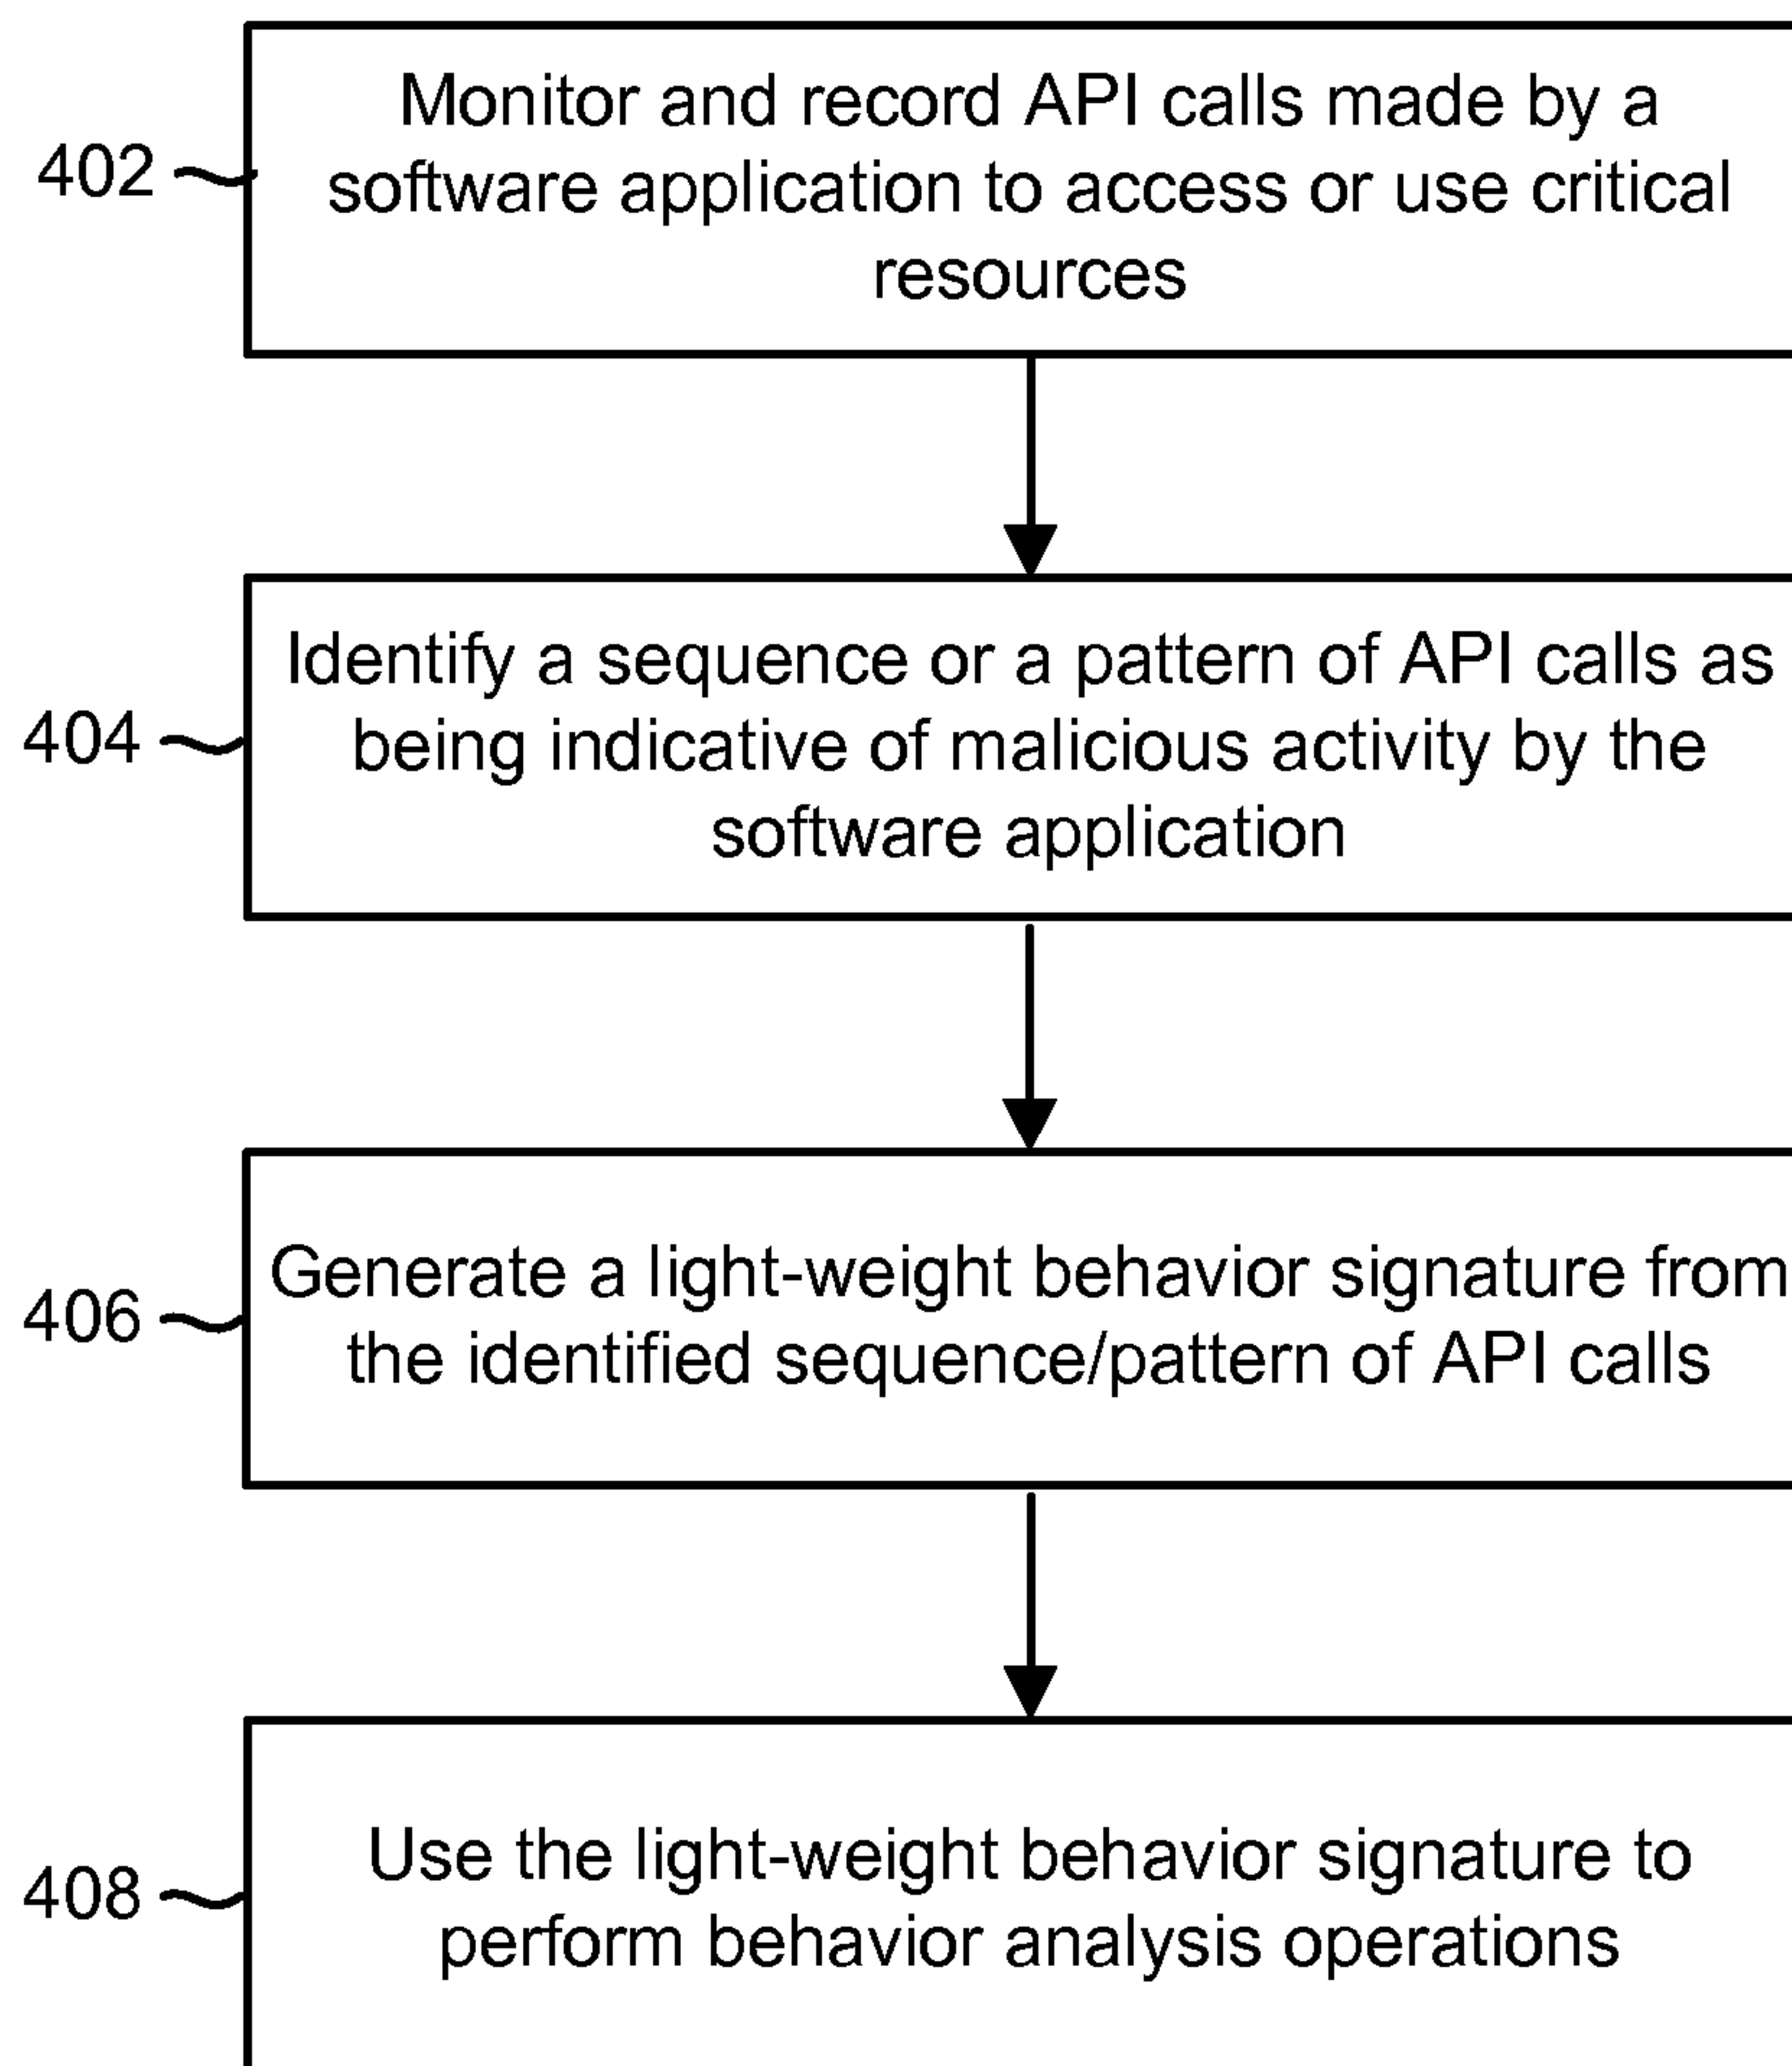 Monitor and record API calls made by a
software application to access or use critical
resources
402
Identify a sequence or a pattern of API calls as
being indicative of malicious activity by the
software application
404
Generate a light-weight behavior signature from
the identified sequence/pattern of API calls
406
Use the light-weight behavior signature to
perform behavior analysis operations
408